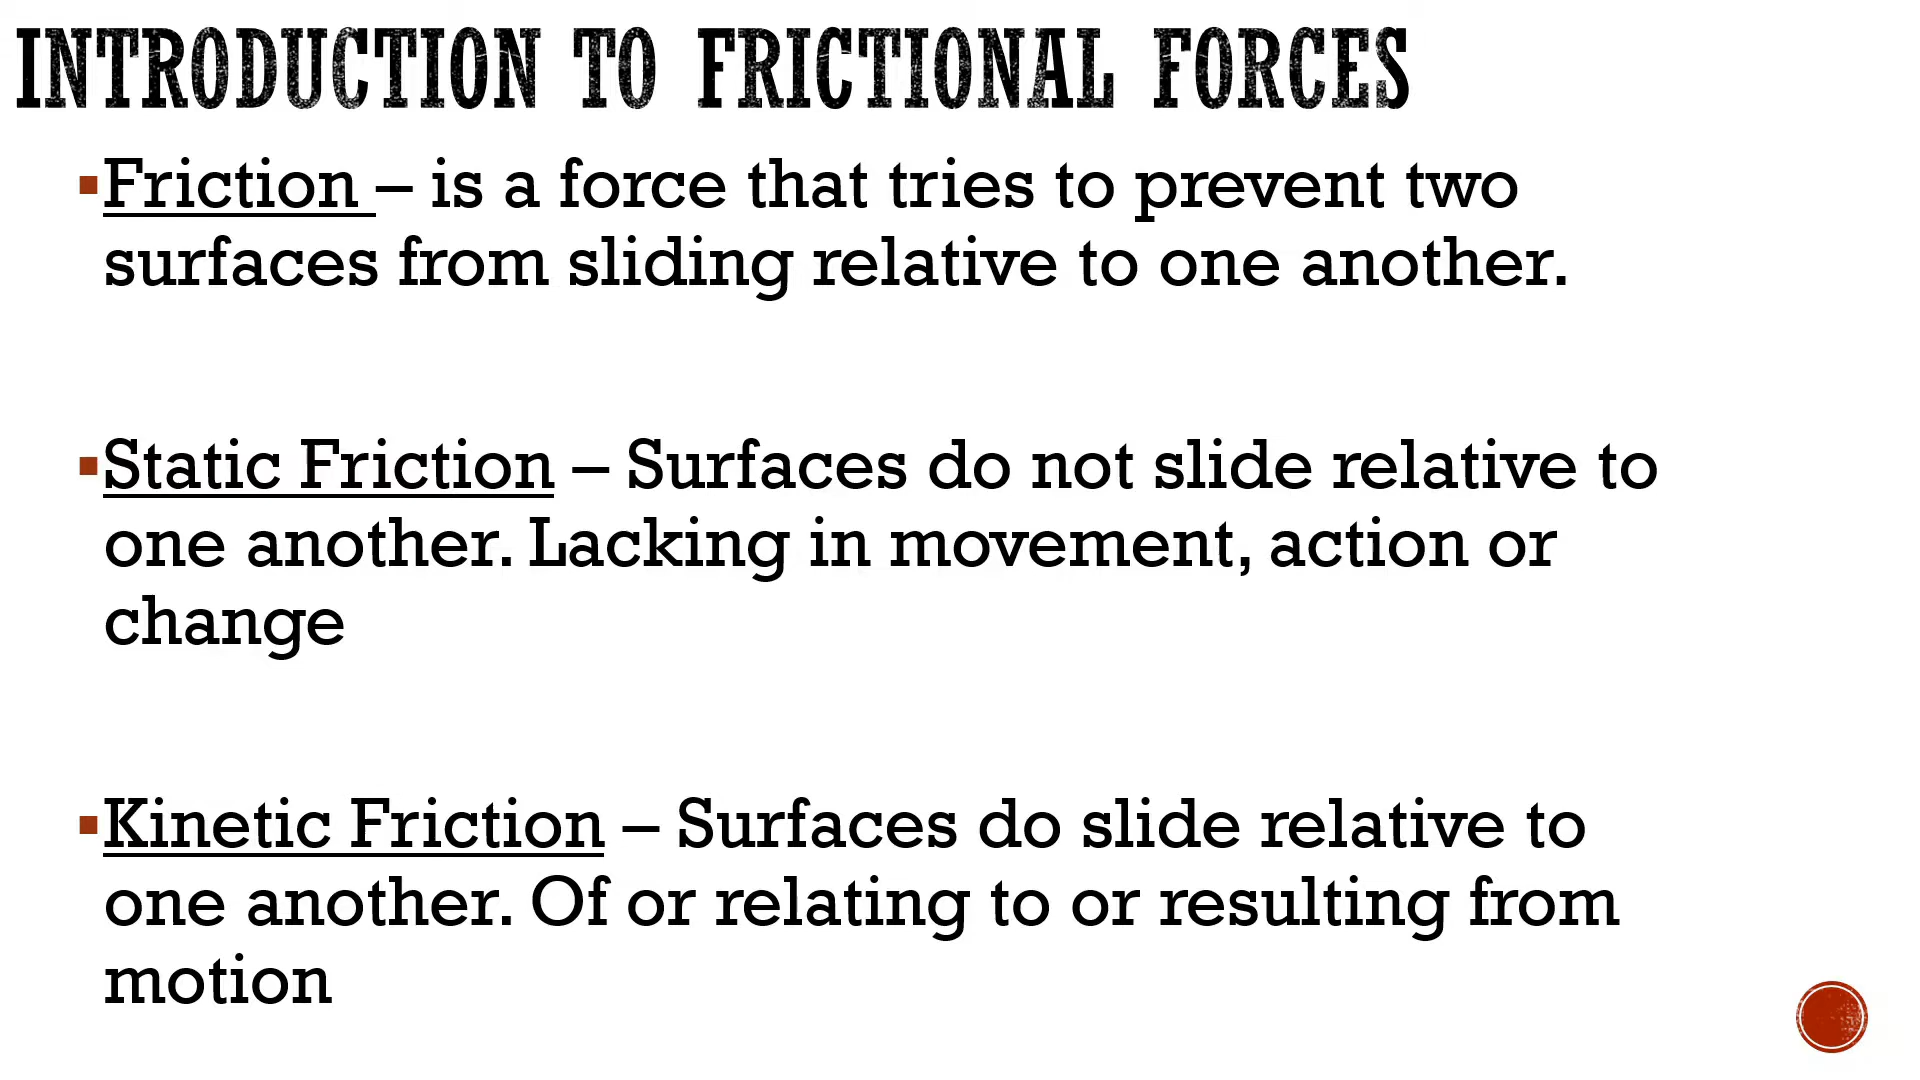 INTRODUCTION TO FRICTIONAL FORCES
▪Friction – is a force that tries to prevent two
surfaces from sliding relative to one another.
▪Static Friction – Surfaces do not slide relative to
one another. Lacking in movement, action or
change
▪Kinetic Friction – Surfaces do slide relative to
one another. Of or relating to or resulting from
motion